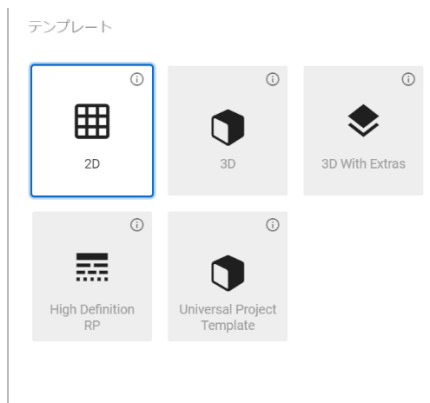 テンプレート
2D
3D
3D With Extras
High Definition
RP
Universal Project
Template